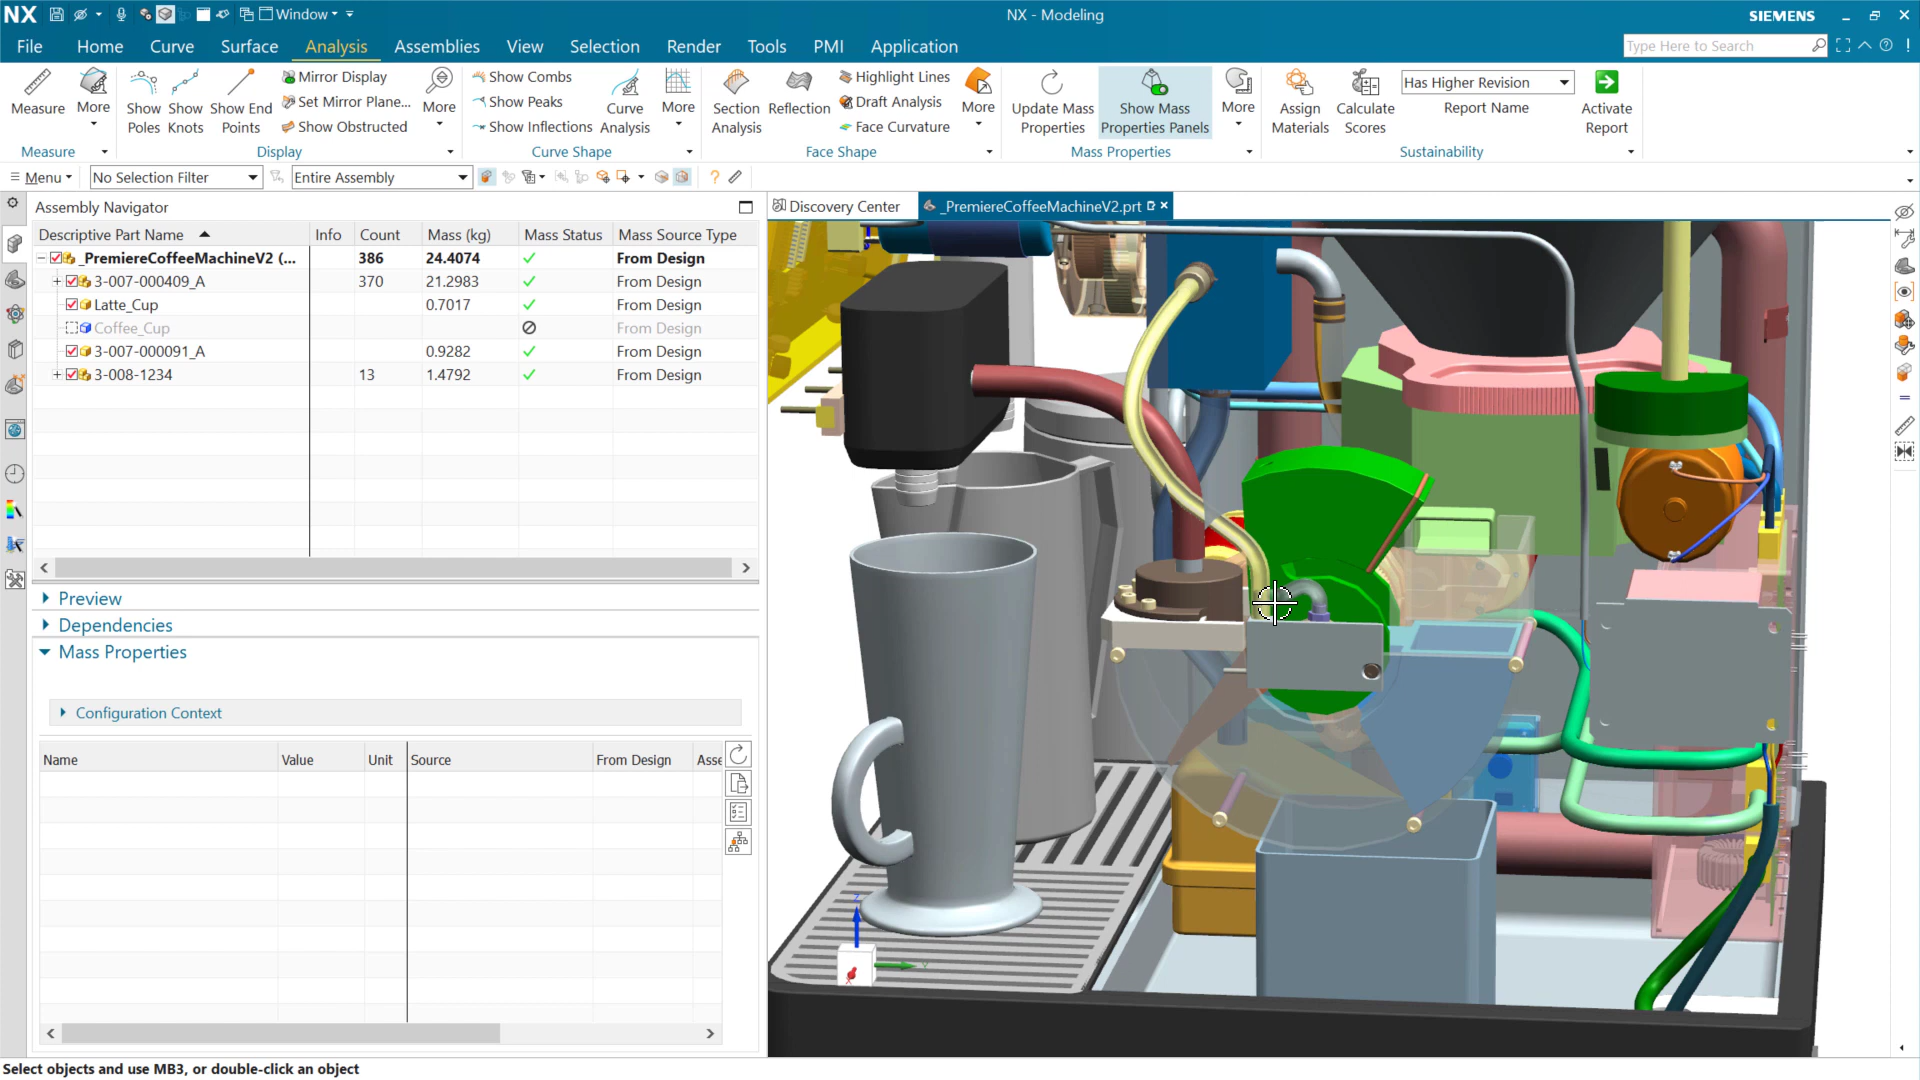 NX Window NX - Modeling SIEMENS
File Home Curve Surface Analysis Assemblies View Selection Render Tools PMI Application Type Here to Search
Measure
More
Measure
Show Poles
Show Knots
Show End Points
Mirror Display
Set Mirror Plane...
Show Obstructed
More
Display
Show Combs
Show Peaks
Show Inflections
Curve Analysis
More
Curve Shape
Section Analysis
Reflection
Highlight Lines
Draft Analysis
Face Curvature
More
Face Shape
Update Mass Properties
Show Mass Properties Panels
More
Mass Properties
Assign Materials
Calculate Scores
Has Higher Revision
Report Name
Activate Report
Sustainability
Menu No Selection Filter Entire Assembly
Assembly Navigator
Discovery Center _PremiereCoffeeMachineV2.prt
Descriptive Part Name Info Count Mass (kg) Mass Status Mass Source Type
_PremiereCoffeeMachineV2 (... 386 24.4074 From Design
3-007-000409_A 370 21.2983 From Design
Latte_Cup 0.7017 From Design
Coffee_Cup From Design
3-007-000091_A 0.9282 From Design
3-008-1234 13 1.4792 From Design
Preview
Dependencies
Mass Properties
Configuration Context
Name Value Unit Source From Design Asse
Z
Y
X
Select objects and use MB3, or double-click an object